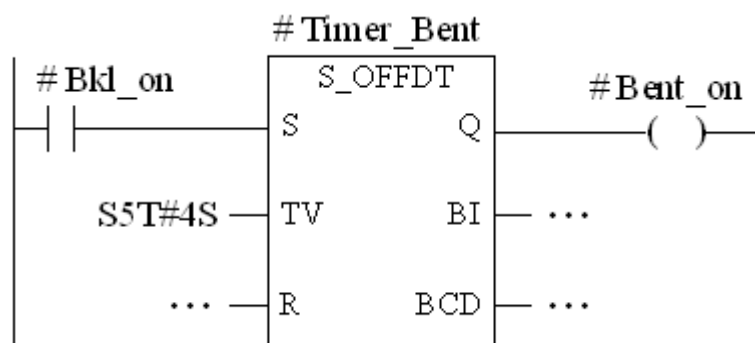 # Timer_Bent
# Bkl_on
S_OFFDT
#Bent_on
S Q
S5T#4S TV BI ...
... R BCD ...